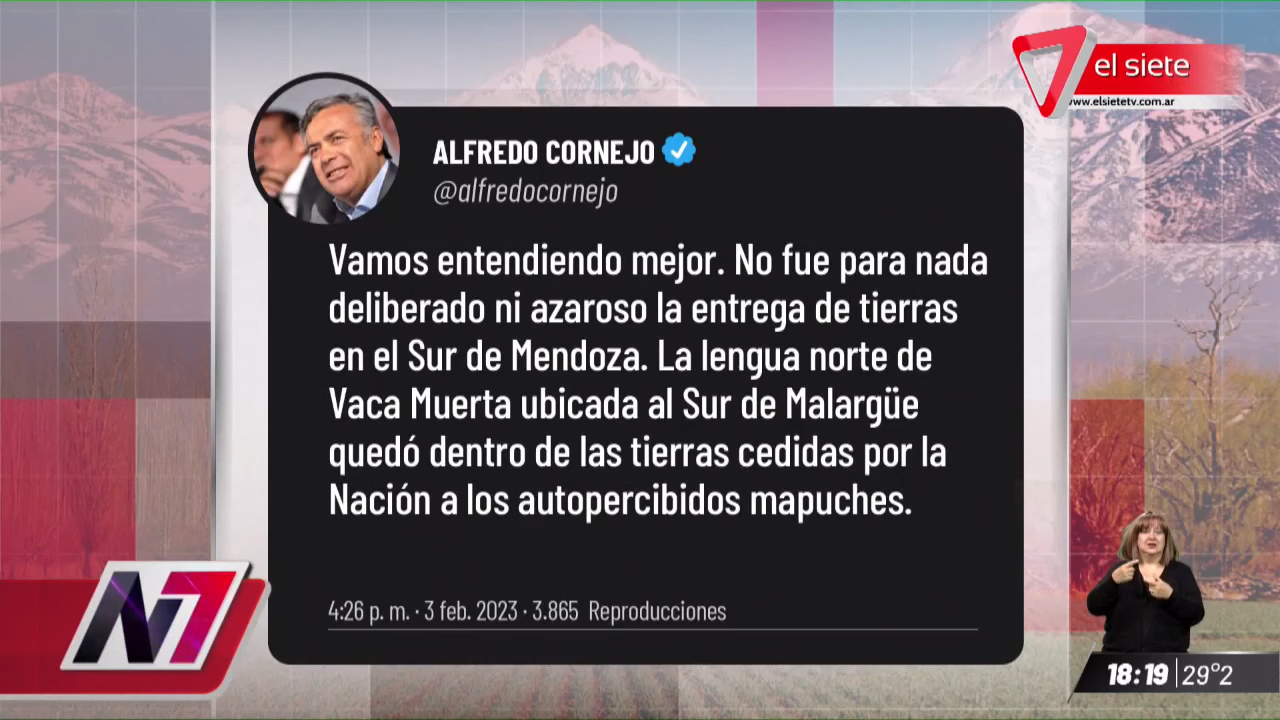 el siete
www.elsietetv.com.ar
ALFREDO CORNEJO
@alfredocornejo
Vamos entendiendo mejor. No fue para nada
deliberado ni azaroso la entrega de tierras
en el Sur de Mendoza. La lengua norte de
Vaca Muerta ubicada al Sur de Malargüe
quedó dentro de las tierras cedidas por la
Nación a los autopercibidos mapuches.
4:26 p. m. · 3 feb. 2023 · 3.865 Reproducciones
N7
18:19 29°2